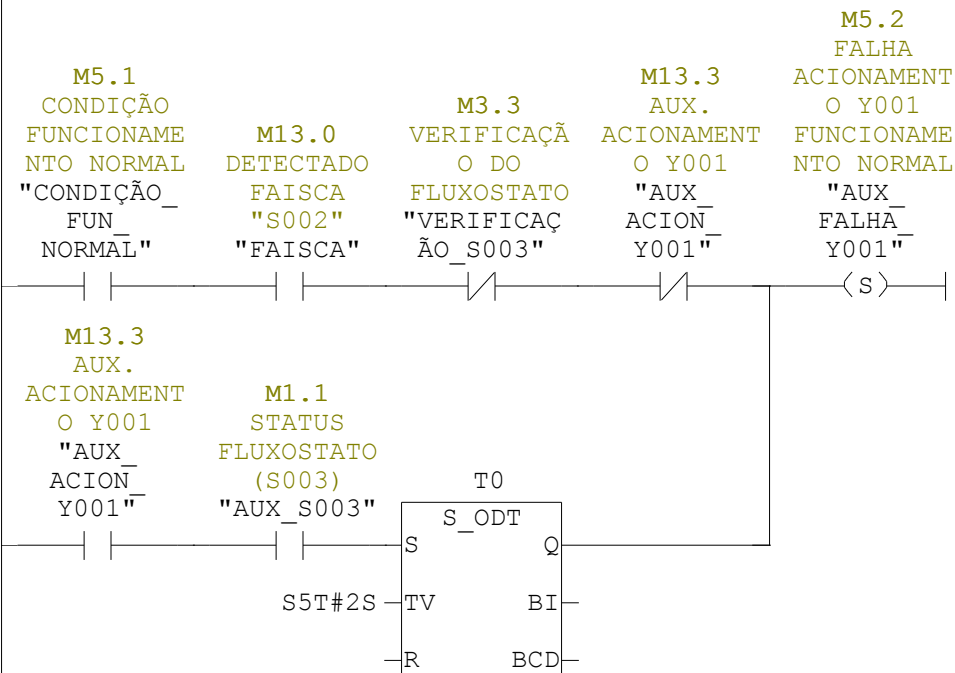 M5.1
CONDIÇÃO
FUNCIONAME
NTO NORMAL
"CONDIÇÃO_
FUN_
NORMAL"
M13.0
DETECTADO
FAISCA
"S002"
"FAISCA"
M3.3
VERIFICAÇÃ
O DO
FLUXOSTATO
"VERIFICAÇ
ÃO_S003"
M13.3
AUX.
ACIONAMENT
O Y001
"AUX_
ACION_
Y001"
M5.2
FALHA
ACIONAMENT
O Y001
FUNCIONAME
NTO NORMAL
"AUX_
FALHA_
Y001"
S
M13.3
AUX.
ACIONAMENT
O Y001
"AUX_
ACION_
Y001"
M1.1
STATUS
FLUXOSTATO
(S003)
"AUX_S003"
T0
S_ODT
S Q
S5T#2S TV BI
R BCD